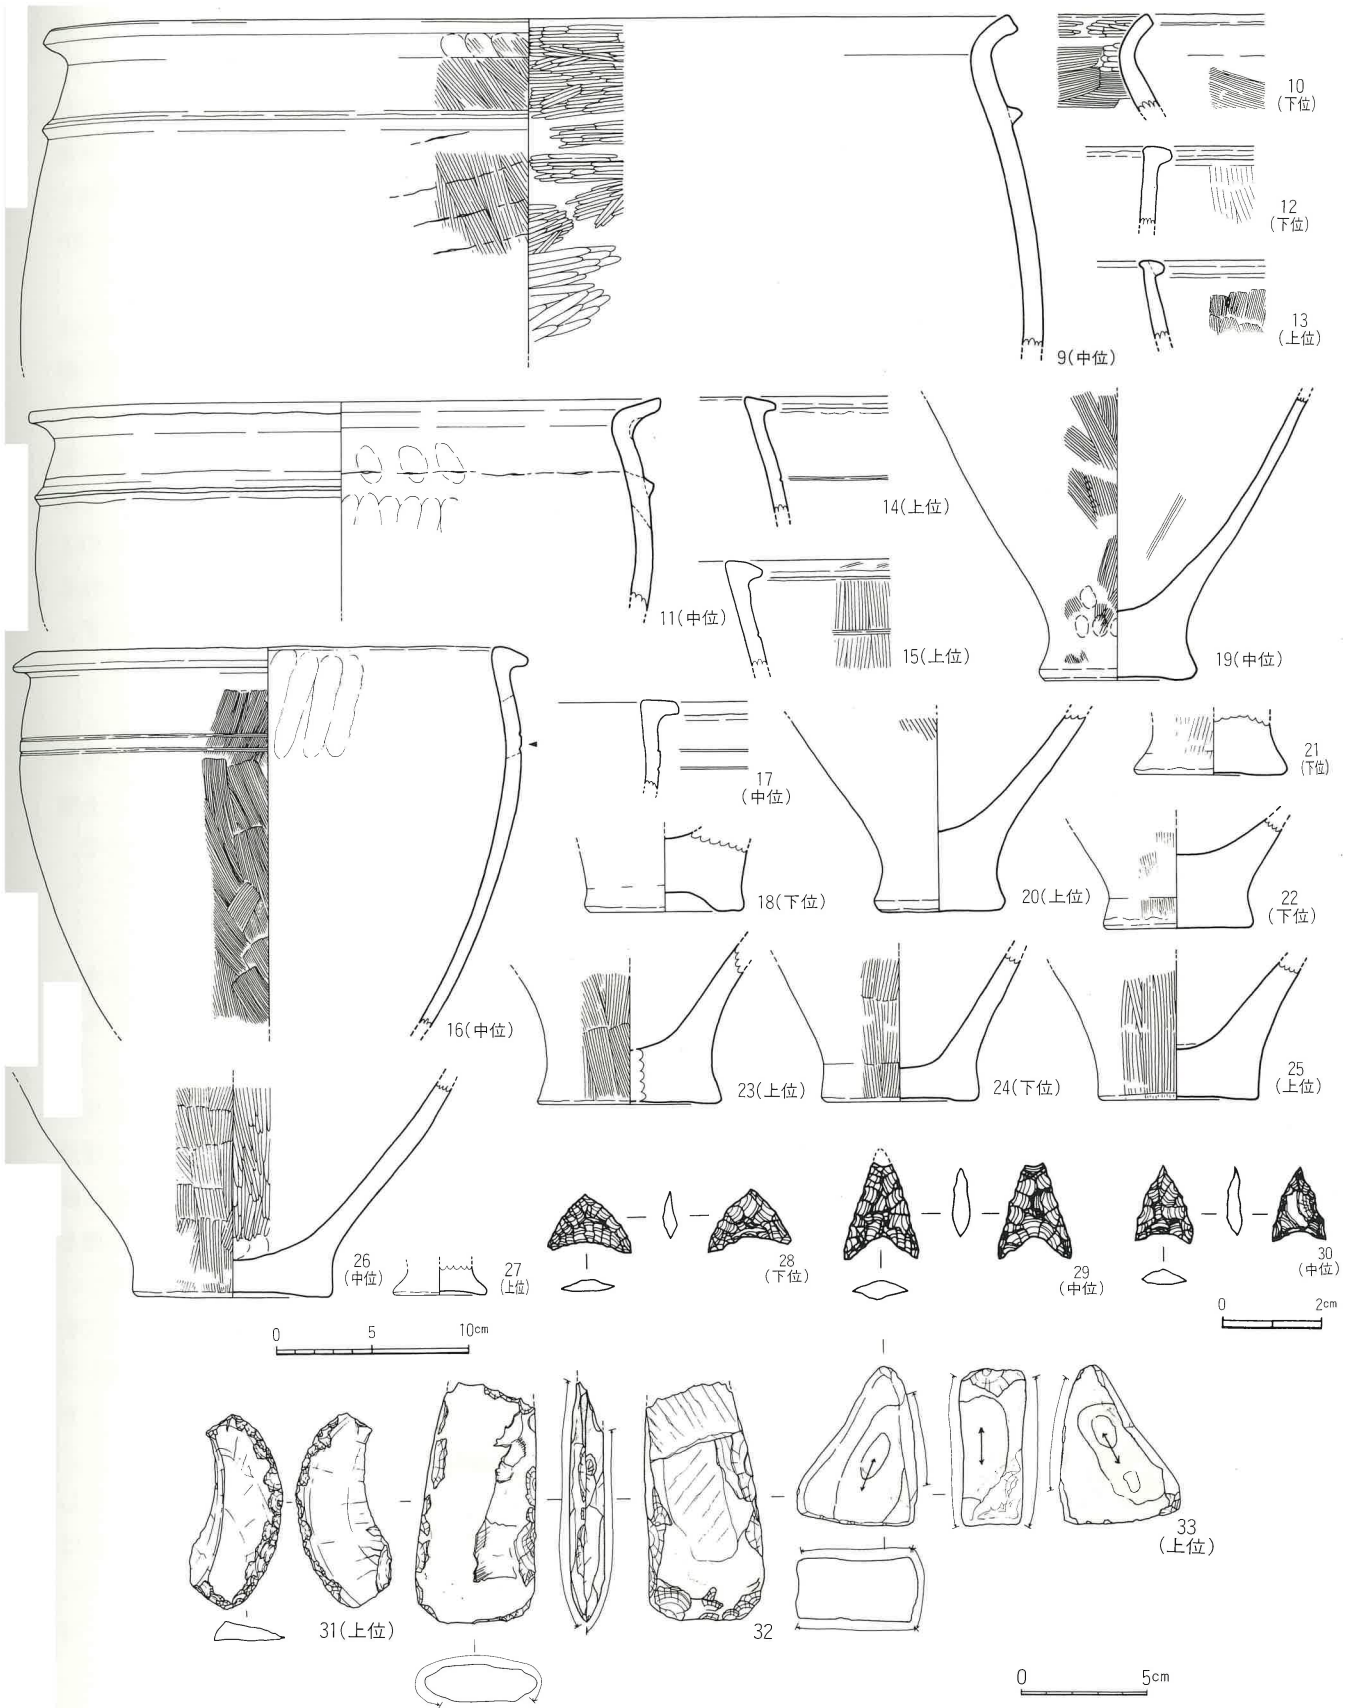 10
(下位)
12
(下位)
13
(上位)
9(中位)
14(上位)
11(中位)
15(上位)
19(中位)
17
(中位)
21
(下位)
18(下位)
20(上位)
22
(下位)
16(中位)
23(上位)
24(下位)
25
(上位)
26
(中位)
27
(上位)
28
(下位)
29
(中位)
30
(中位)
0 5 10cm
0 2cm
31(上位)
32
33
(上位)
0 5cm